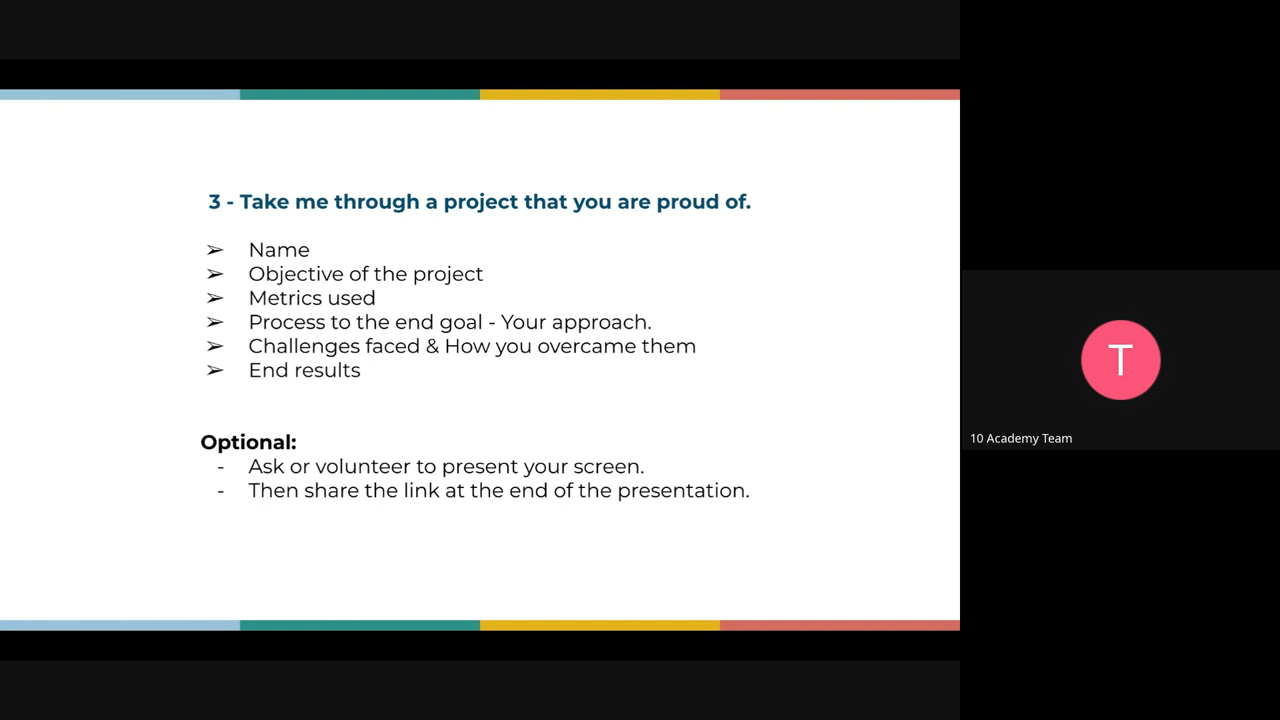 3 - Take me through a project that you are proud of.
➢ Name
➢ Objective of the project
➢ Metrics used
➢ Process to the end goal - Your approach.
➢ Challenges faced & How you overcame them
➢ End results
Optional:
- Ask or volunteer to present your screen.
- Then share the link at the end of the presentation.
T
10 Academy Team